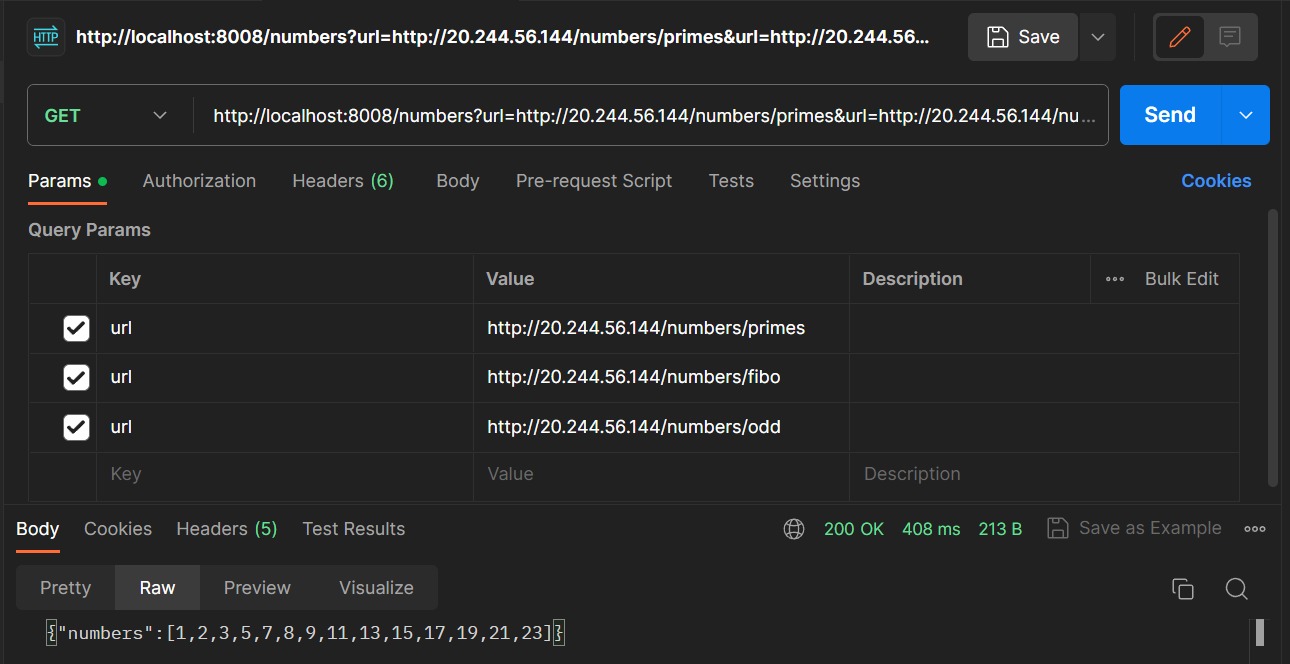 HTTP http://localhost:8008/numbers?url=http://20.244.56.144/numbers/primes&url=http://20.244.56... Save
GET http://localhost:8008/numbers?url=http://20.244.56.144/numbers/primes&url=http://20.244.56.144/nu... Send
Params Authorization Headers (6) Body Pre-request Script Tests Settings Cookies
Query Params
Key Value Description Bulk Edit
url http://20.244.56.144/numbers/primes
url http://20.244.56.144/numbers/fibo
url http://20.244.56.144/numbers/odd
Key Value Description
Body Cookies Headers (5) Test Results 200 OK 408 ms 213 B Save as Example
Pretty Raw Preview Visualize
{"numbers":[1,2,3,5,7,8,9,11,13,15,17,19,21,23]}